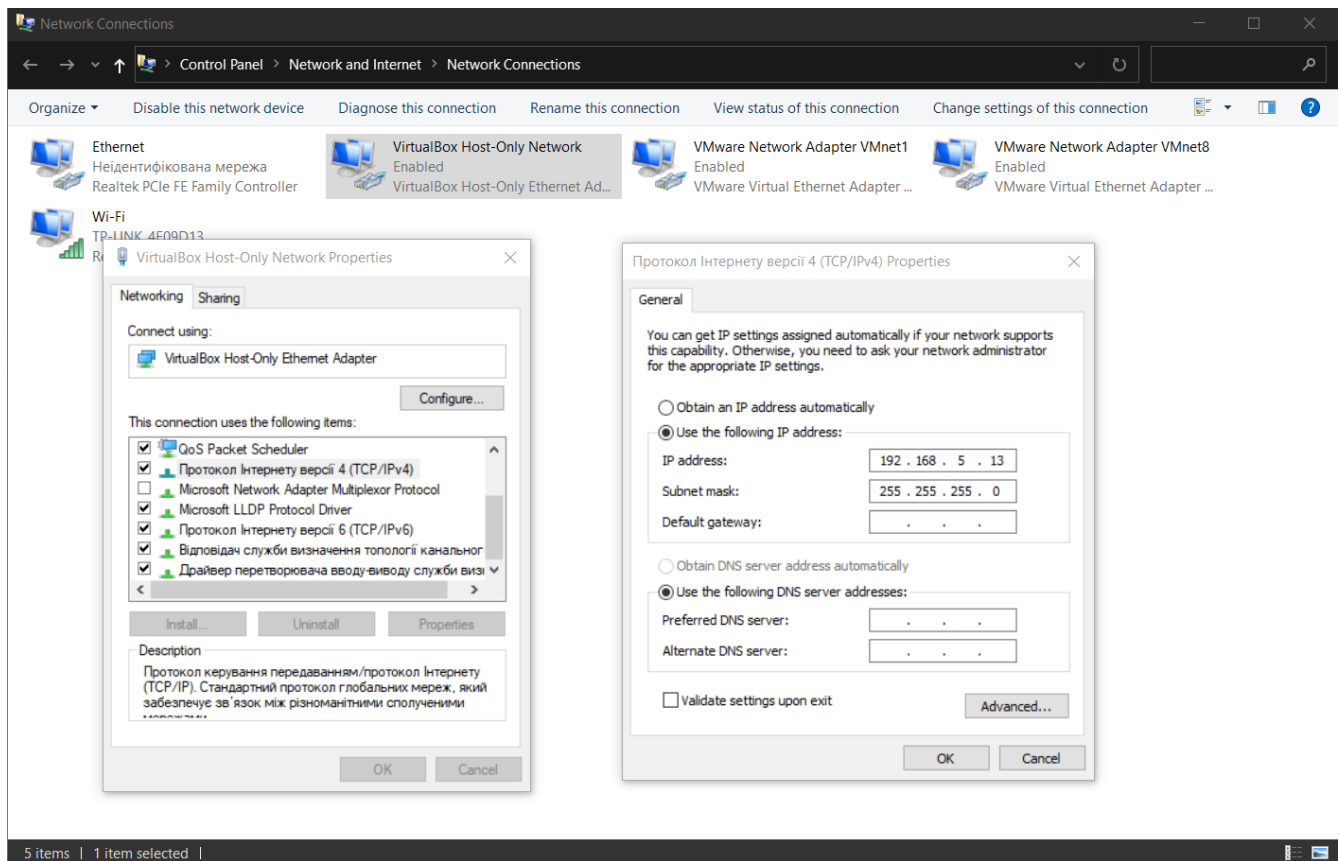 Network Connections
Control Panel > Network and Internet > Network Connections
Organize Disable this network device Diagnose this connection Rename this connection View status of this connection Change settings of this connection
Ethernet
Неідентифікована мережа
Realtek PCIe FE Family Controller
VirtualBox Host-Only Network
Enabled
VirtualBox Host-Only Ethernet Ad...
VMware Network Adapter VMnet1
Enabled
VMware Virtual Ethernet Adapter ...
VMware Network Adapter VMnet8
Enabled
VMware Virtual Ethernet Adapter ...
Wi-Fi
TP-LINK_4F09D13
VirtualBox Host-Only Network Properties
Networking Sharing
Connect using:
VirtualBox Host-Only Ethernet Adapter
Configure...
This connection uses the following items:
QoS Packet Scheduler
Протокол Інтернету версії 4 (TCP/IPv4)
Microsoft Network Adapter Multiplexor Protocol
Microsoft LLDP Protocol Driver
Протокол Інтернету версії 6 (TCP/IPv6)
Відповідач служби визначення топології канальног
Драйвер перетворювача вводу-виводу служби визі
Install... Uninstall Properties
Description
Протокол керування передаванням/протокол Інтернету
(TCP/IP). Стандартний протокол глобальних мереж, який
забезпечує зв'язок між різноманітними сполученими
OK Cancel
Протокол Інтернету версії 4 (TCP/IPv4) Properties
General
You can get IP settings assigned automatically if your network supports
this capability. Otherwise, you need to ask your network administrator
for the appropriate IP settings.
Obtain an IP address automatically
Use the following IP address:
IP address: 192 . 168 . 5 . 13
Subnet mask: 255 . 255 . 255 . 0
Default gateway: . . .
Obtain DNS server address automatically
Use the following DNS server addresses:
Preferred DNS server: . . .
Alternate DNS server: . . .
Validate settings upon exit
Advanced...
OK Cancel
5 items | 1 item selected |